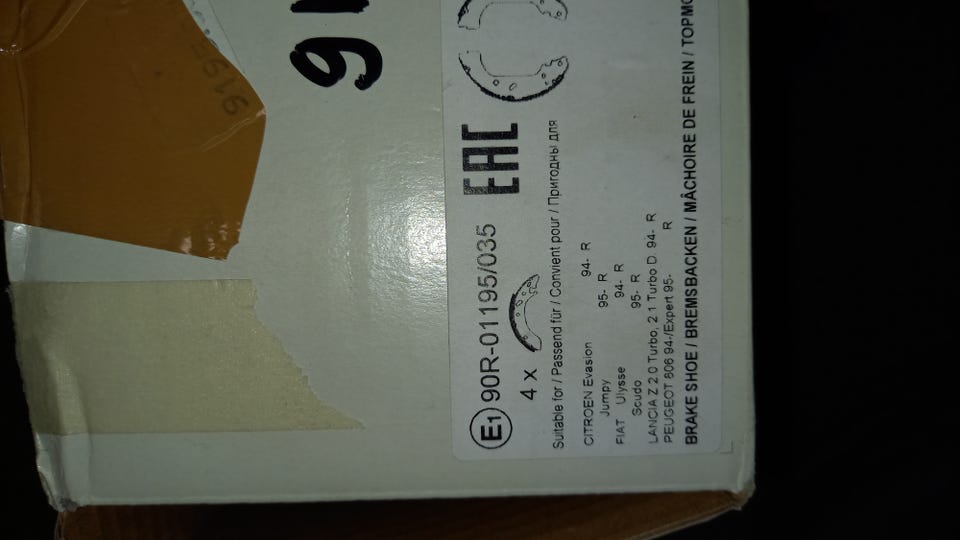 91
9195
EAC
E1 90R-01195/035
4 x
Suitable for / Passend für / Convient pour / Пригодны для
CITROEN Evasion 94- R
Jumpy 95- R
FIAT Ulysse 94- R
Scudo 95- R
LANCIA Z 2.0 Turbo, 2.1 Turbo D 94- R
PEUGEOT 806 94-/Expert 95- R
BRAKE SHOE / BREMSBACKEN / MÂCHOIRE DE FREIN /